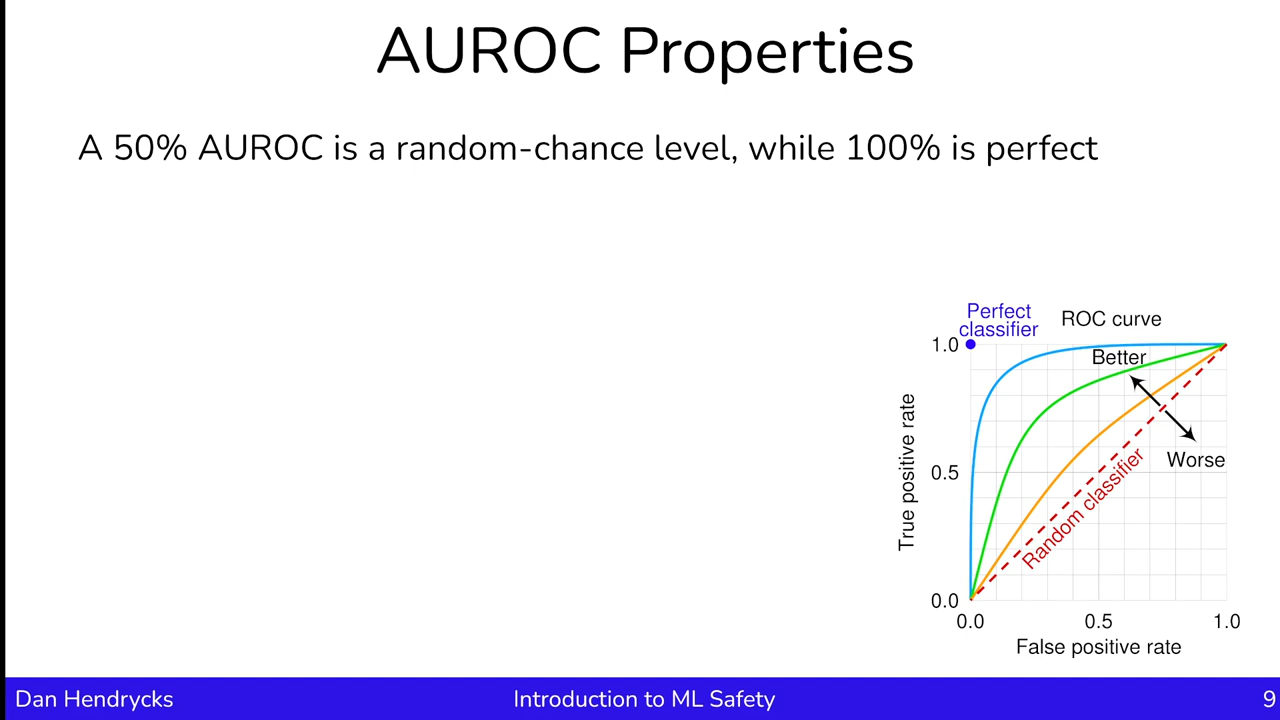 AUROC Properties
A 50% AUROC is a random-chance level, while 100% is perfect
Perfect
classifier
ROC curve
1.0
Better
True positive rate
0.5
Worse
Random classifier
0.0
0.0
0.5
1.0
False positive rate
Dan Hendrycks
Introduction to ML Safety
9